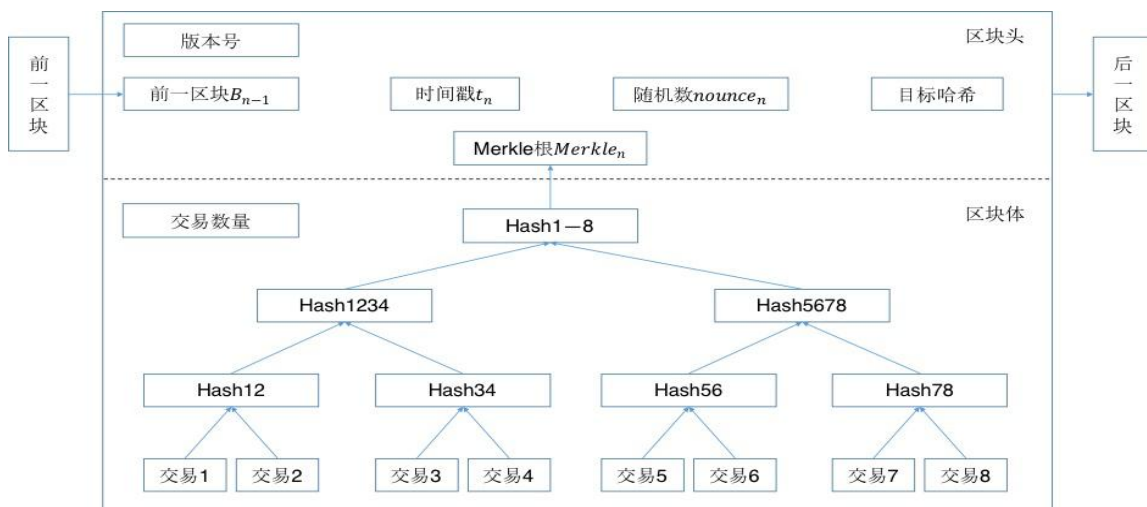 版本号
区块头
前一区块
前一区块B_{n-1}
时间戳t_n
随机数nounce_n
目标哈希
后一区块
Merkle根Merkle_n
交易数量
Hash1—8
区块体
Hash1234
Hash5678
Hash12
Hash34
Hash56
Hash78
交易1
交易2
交易3
交易4
交易5
交易6
交易7
交易8